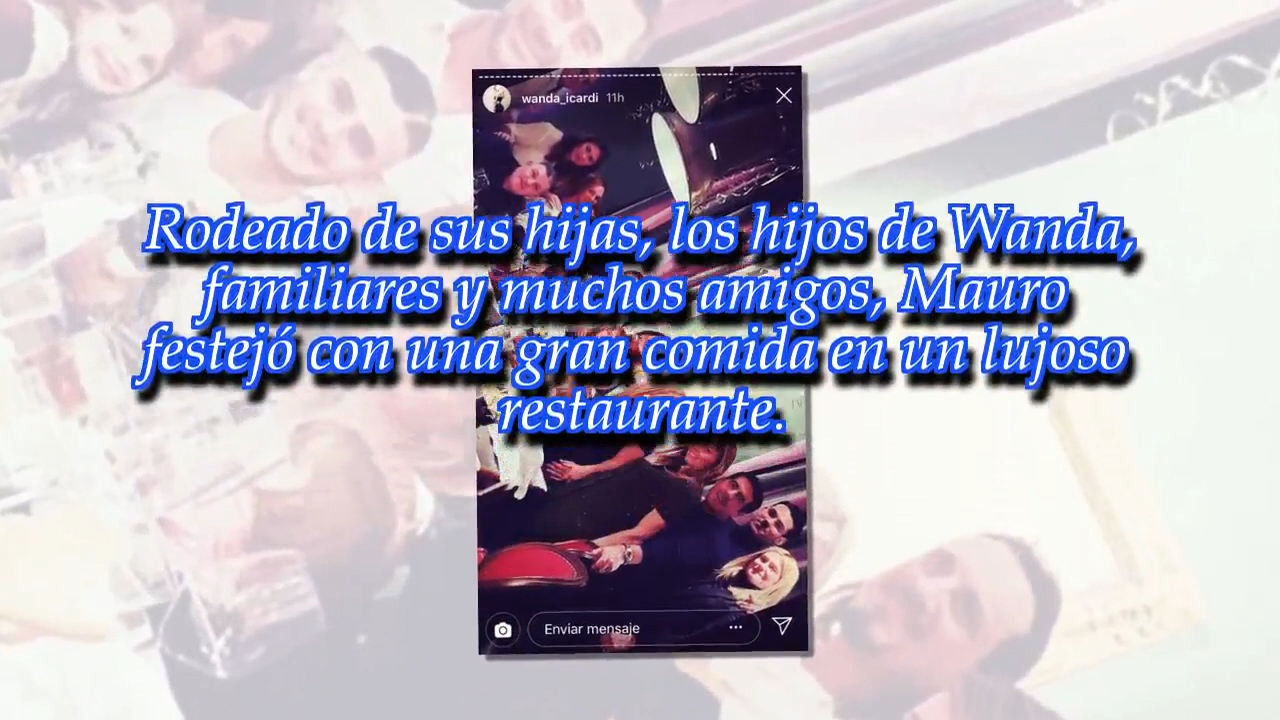 wanda_icardi 11h
Rodeado de sus hijas, los hijos de Wanda,
familiares y muchos amigos, Mauro
festejó con una gran comida en un lujoso
restaurante.
Enviar mensaje